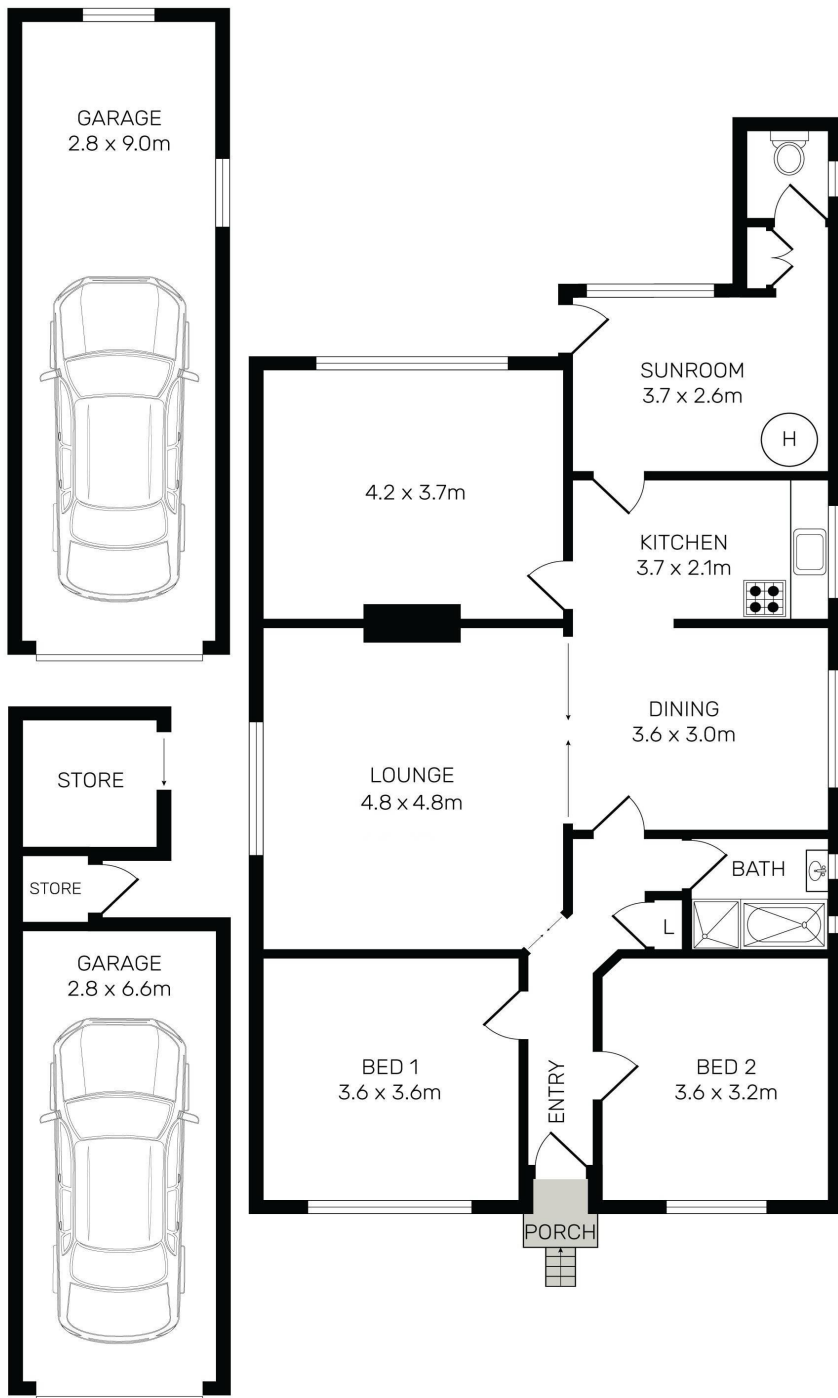 GARAGE
2.8 x 9.0m
SUNROOM
3.7 x 2.6m
H
4.2 x 3.7m
KITCHEN
3.7 x 2.1m
DINING
3.6 x 3.0m
STORE
LOUNGE
4.8 x 4.8m
STORE
BATH
L
GARAGE
2.8 x 6.6m
BED 1
3.6 x 3.6m
ENTRY
BED 2
3.6 x 3.2m
PORCH